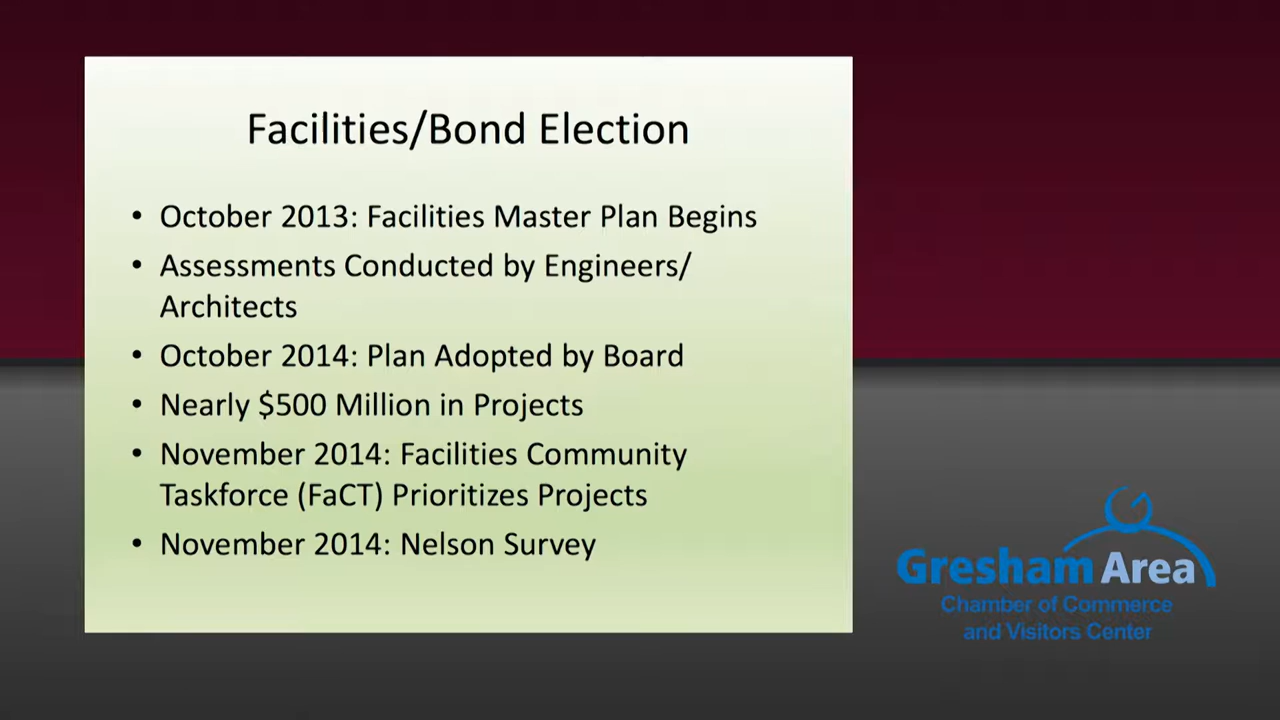 Facilities/Bond Election
• October 2013: Facilities Master Plan Begins
• Assessments Conducted by Engineers/
Architects
• October 2014: Plan Adopted by Board
• Nearly $500 Million in Projects
• November 2014: Facilities Community
Taskforce (FaCT) Prioritizes Projects
• November 2014: Nelson Survey
Gresham Area
Chamber of Commerce
and Visitors Center